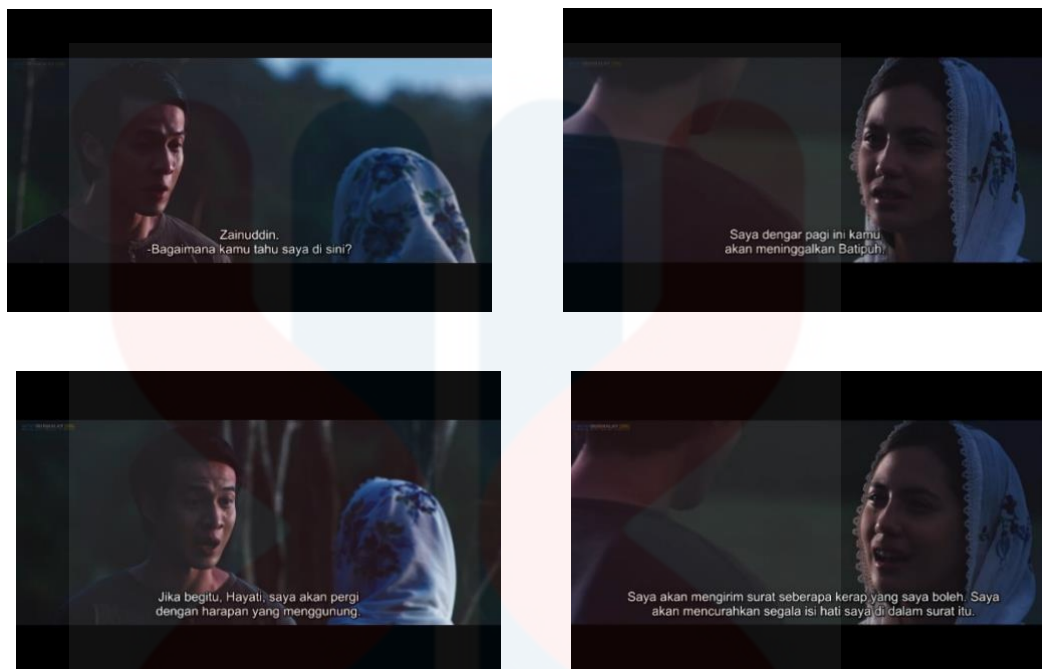 Zainuddin.
-Bagaimana kamu tahu saya di sini?
Saya dengar pagi ini kamu
akan meninggalkan Batipuh.
Jika begitu, Hayati, saya akan pergi
dengan harapan yang menggunung.
Saya akan mengirim surat seberapa kerap yang saya boleh. Saya
akan mencurahkan segala isi hati saya di dalam surat itu.